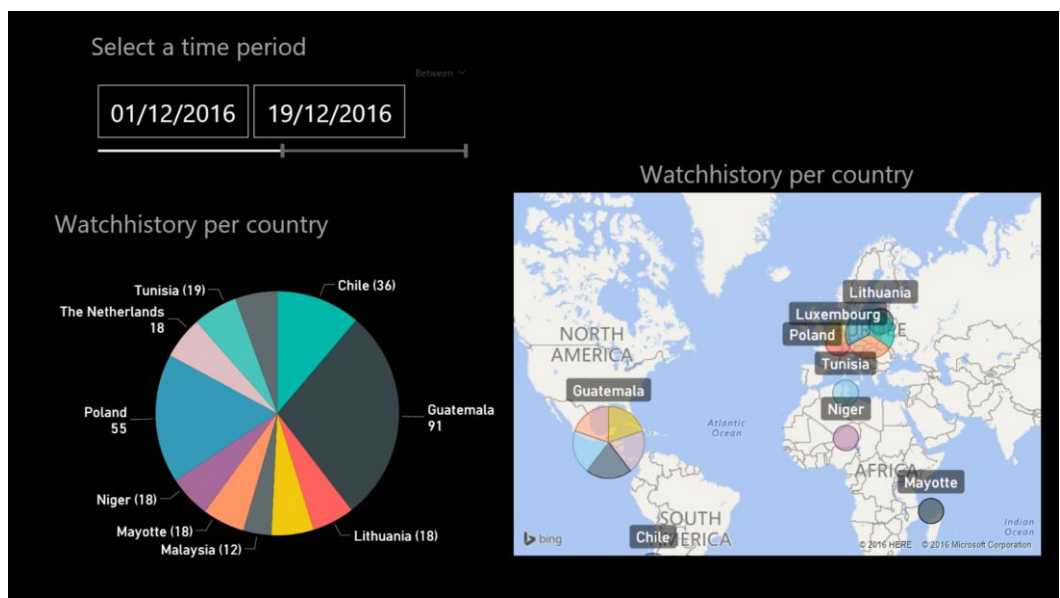 Select a time period
Between
01/12/2016
19/12/2016
Watchhistory per country
Tunisia (19)
Chile (36)
The Netherlands
18
Poland
55
Guatemala
91
Niger (18)
Mayotte (18)
Malaysia (12)
Lithuania (18)
Watchhistory per country
Lithuania
Luxembourg
Poland
Tunisia
NORTH
AMERICA
Guatemala
Atlantic
Ocean
Niger
AFRICA
Mayotte
SOUTH
AMERICA
Chile
Indian
Ocean
bing
© 2016 HERE © 2016 Microsoft Corporation